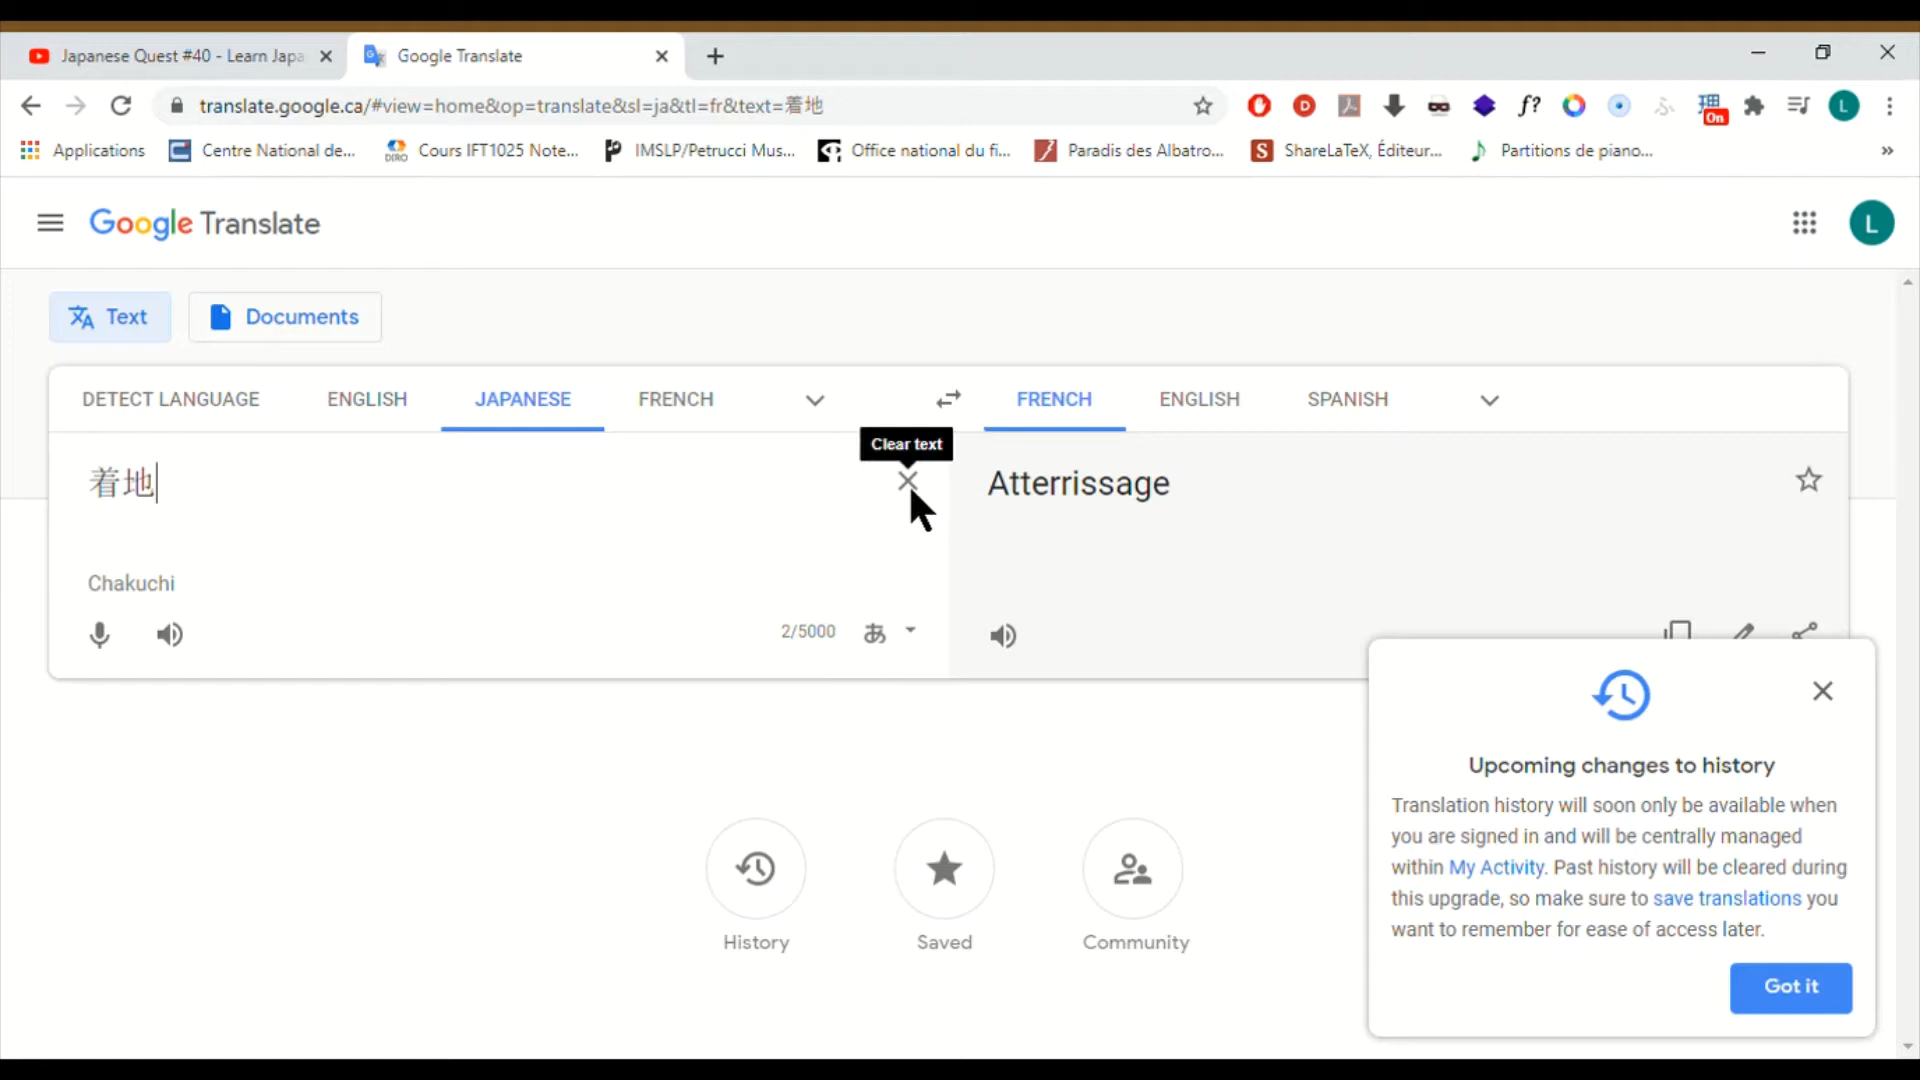 Japanese Quest #40 - Learn Japa
Google Translate
translate.google.ca/#view=home&op=translate&sl=ja&tl=fr&text=着地
On
L
Applications
Centre National de...
Cours IFT1025 Note...
IMSLP/Petrucci Mus...
Office national du fi...
Paradis des Albatro...
ShareLaTeX, Éditeur...
Partitions de piano...
Google Translate
L
Text
Documents
DETECT LANGUAGE
ENGLISH
JAPANESE
FRENCH
FRENCH
ENGLISH
SPANISH
Clear text
着地
Atterrissage
Chakuchi
2/5000
あ
Upcoming changes to history
Translation history will soon only be available when
you are signed in and will be centrally managed
within My Activity. Past history will be cleared during
this upgrade, so make sure to save translations you
want to remember for ease of access later.
Got it
History
Saved
Community